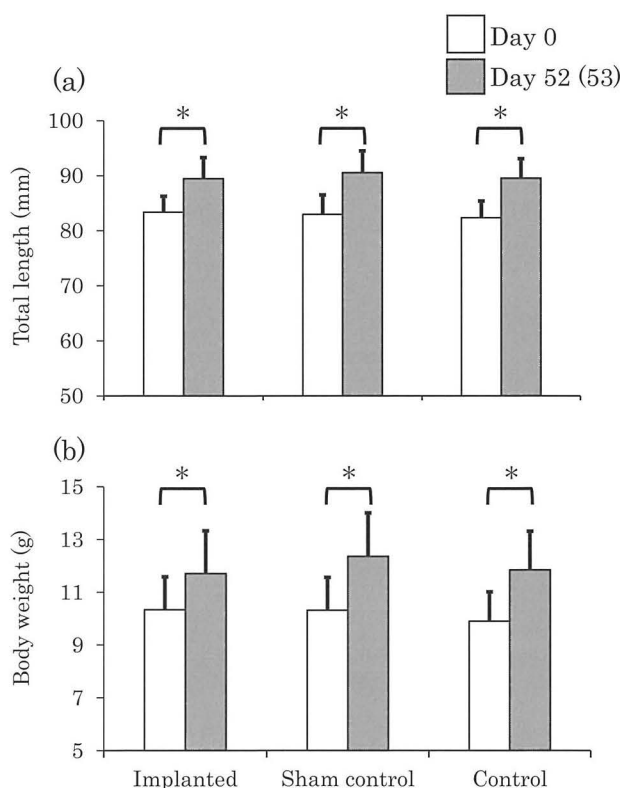 Day 0
Day 52 (53)
(a)
* * *
Total length (mm)
100
90
80
70
60
50
(b)
* * *
Body weight (g)
15
13
11
9
7
5
Implanted Sham control Control